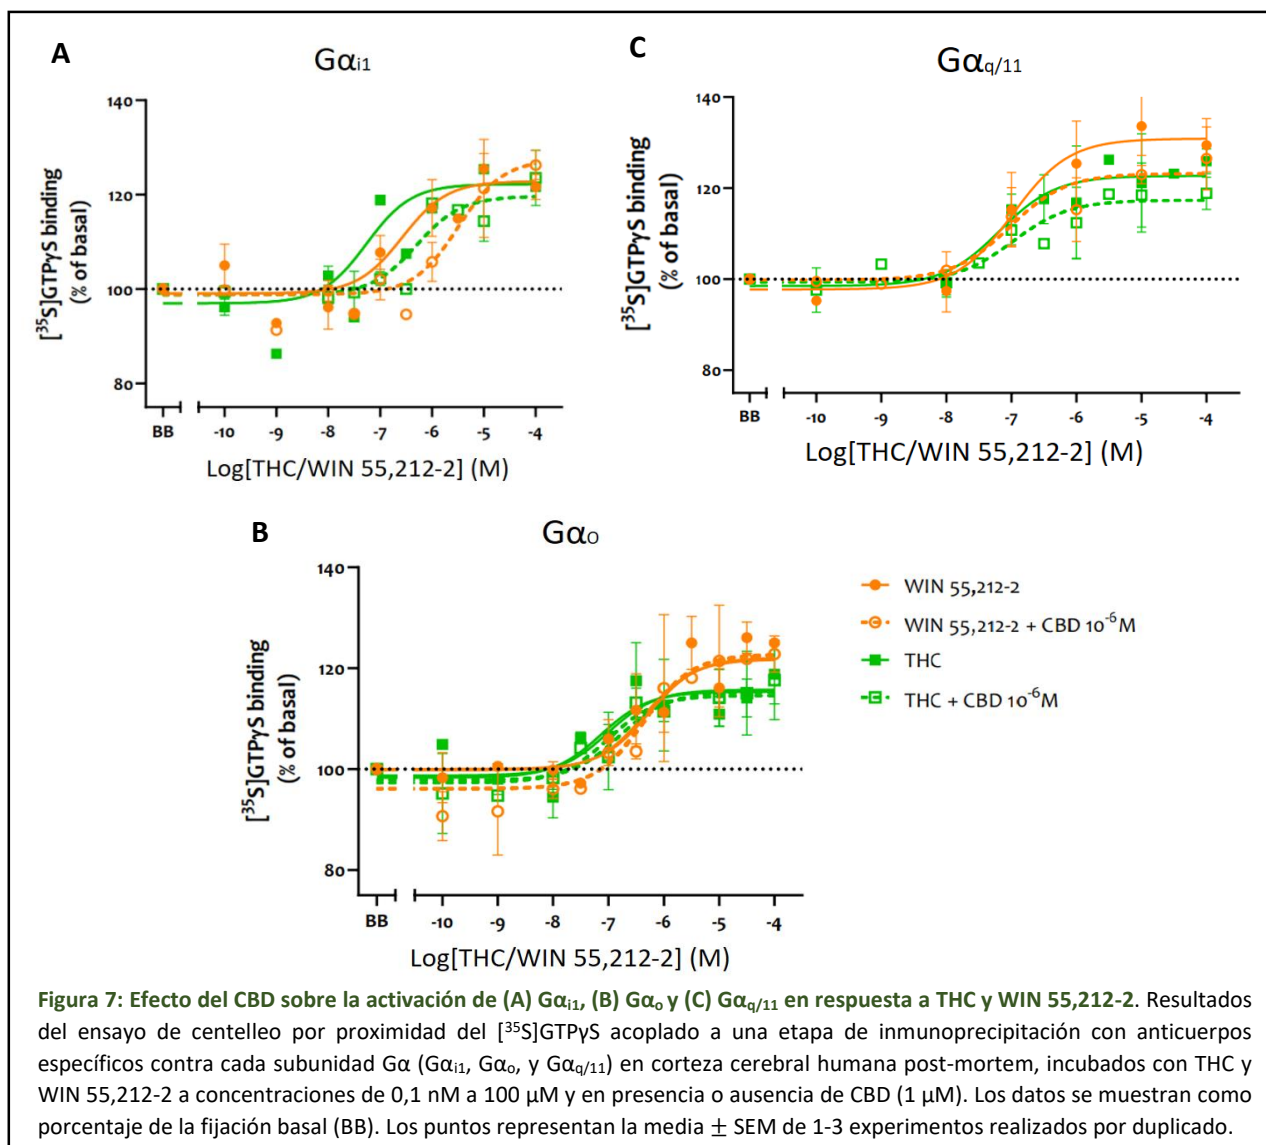 A
Gαi1
140
120
100
80
[³⁵S]GTPγS binding
(% of basal)
BB -10 -9 -8 -7 -6 -5 -4
Log[THC/WIN 55,212-2] (M)
C
Gαq/11
140
120
100
80
[³⁵S]GTPγS binding
(% of basal)
BB -10 -9 -8 -7 -6 -5 -4
Log[THC/WIN 55,212-2] (M)
B
GαO
140
120
100
80
[³⁵S]GTPγS binding
(% of basal)
BB -10 -9 -8 -7 -6 -5 -4
Log[THC/WIN 55,212-2] (M)
WIN 55,212-2
WIN 55,212-2 + CBD 10⁻⁶M
THC
THC + CBD 10⁻⁶M
Figura 7: Efecto del CBD sobre la activación de (A) Gαi1, (B) Gαo y (C) Gαq/11 en respuesta a THC y WIN 55,212-2. Resultados
del ensayo de centelleo por proximidad del [³⁵S]GTPγS acoplado a una etapa de inmunoprecipitación con anticuerpos
específicos contra cada subunidad Gα (Gαi1, Gαo, y Gαq/11) en corteza cerebral humana post-mortem, incubados con THC y
WIN 55,212-2 a concentraciones de 0,1 nM a 100 µM y en presencia o ausencia de CBD (1 µM). Los datos se muestran como
porcentaje de la fijación basal (BB). Los puntos representan la media ± SEM de 1-3 experimentos realizados por duplicado.